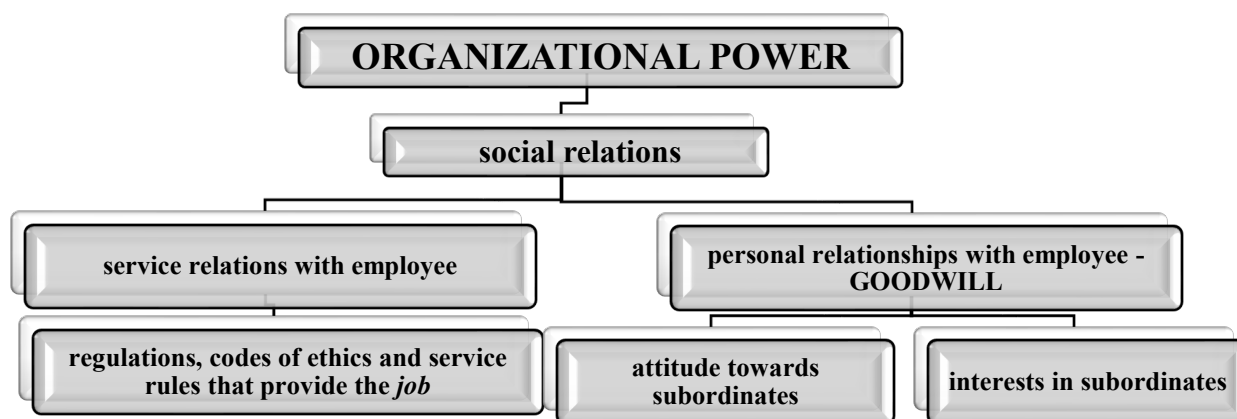 ORGANIZATIONAL POWER
social relations
service relations with employee
personal relationships with employee -
GOODWILL
regulations, codes of ethics and service
rules that provide the job
attitude towards
subordinates
interests in subordinates